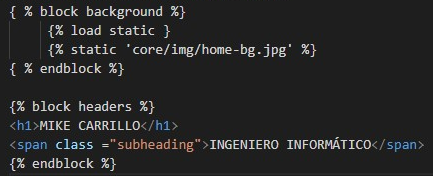 { % block background %}
{% load static }
{% static 'core/img/home-bg.jpg' %}
{ % endblock %}
{% block headers %}
<h1>MIKE CARRILLO</h1>
<span class ="subheading">INGENIERO INFORMÁTICO</span>
{% endblock %}